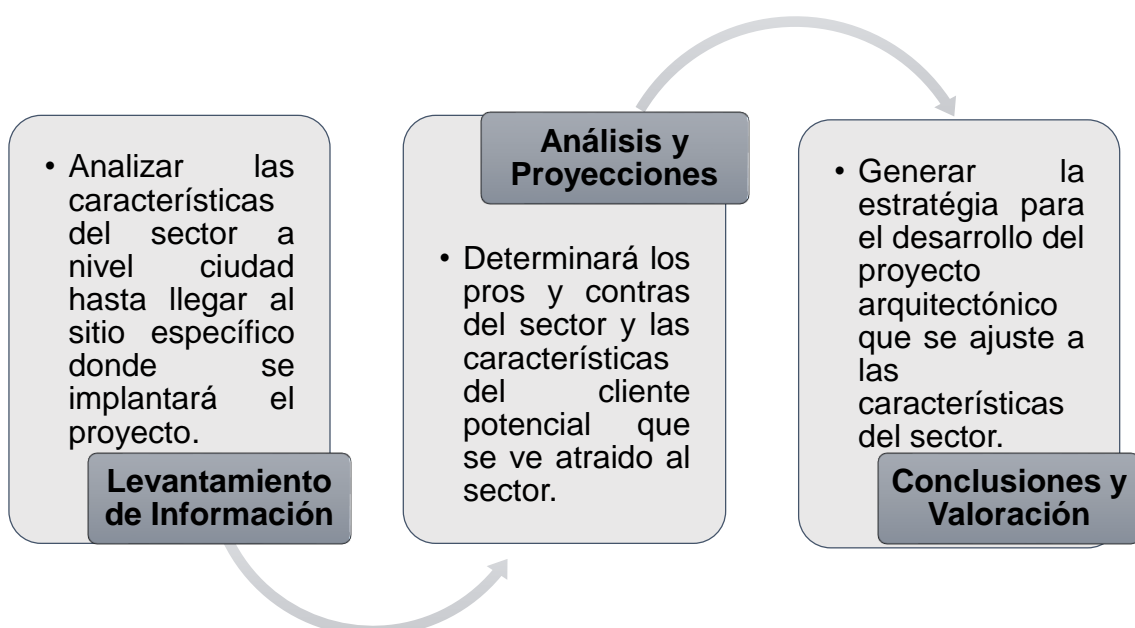 • Analizar las
características
del sector a
nivel ciudad
hasta llegar al
sitio específico
donde se
implantará el
proyecto.
Levantamiento
de Información
Análisis y
Proyecciones
• Determinará los
pros y contras
del sector y las
características
del cliente
potencial que
se ve atraido al
sector.
• Generar la
estratégia para
el desarrollo del
proyecto
arquitectónico
que se ajuste a
las
características
del sector.
Conclusiones y
Valoración